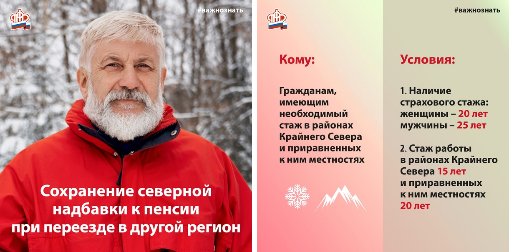 #важнозна́ть
Сохранение северной
надбавки к пенсии
при переезде в другой регион
#важнознать
Кому:
Гражданам,
имеющим
необходимый
стаж в районах
Крайнего Севера
и приравненных
к ним местностях
Условия:
1. Наличие
страхового стажа:
женщины – 20 лет
мужчины – 25 лет
2. Стаж работы
в районах Крайнего
Севера 15 лет
и приравненных
к ним местностях
20 лет